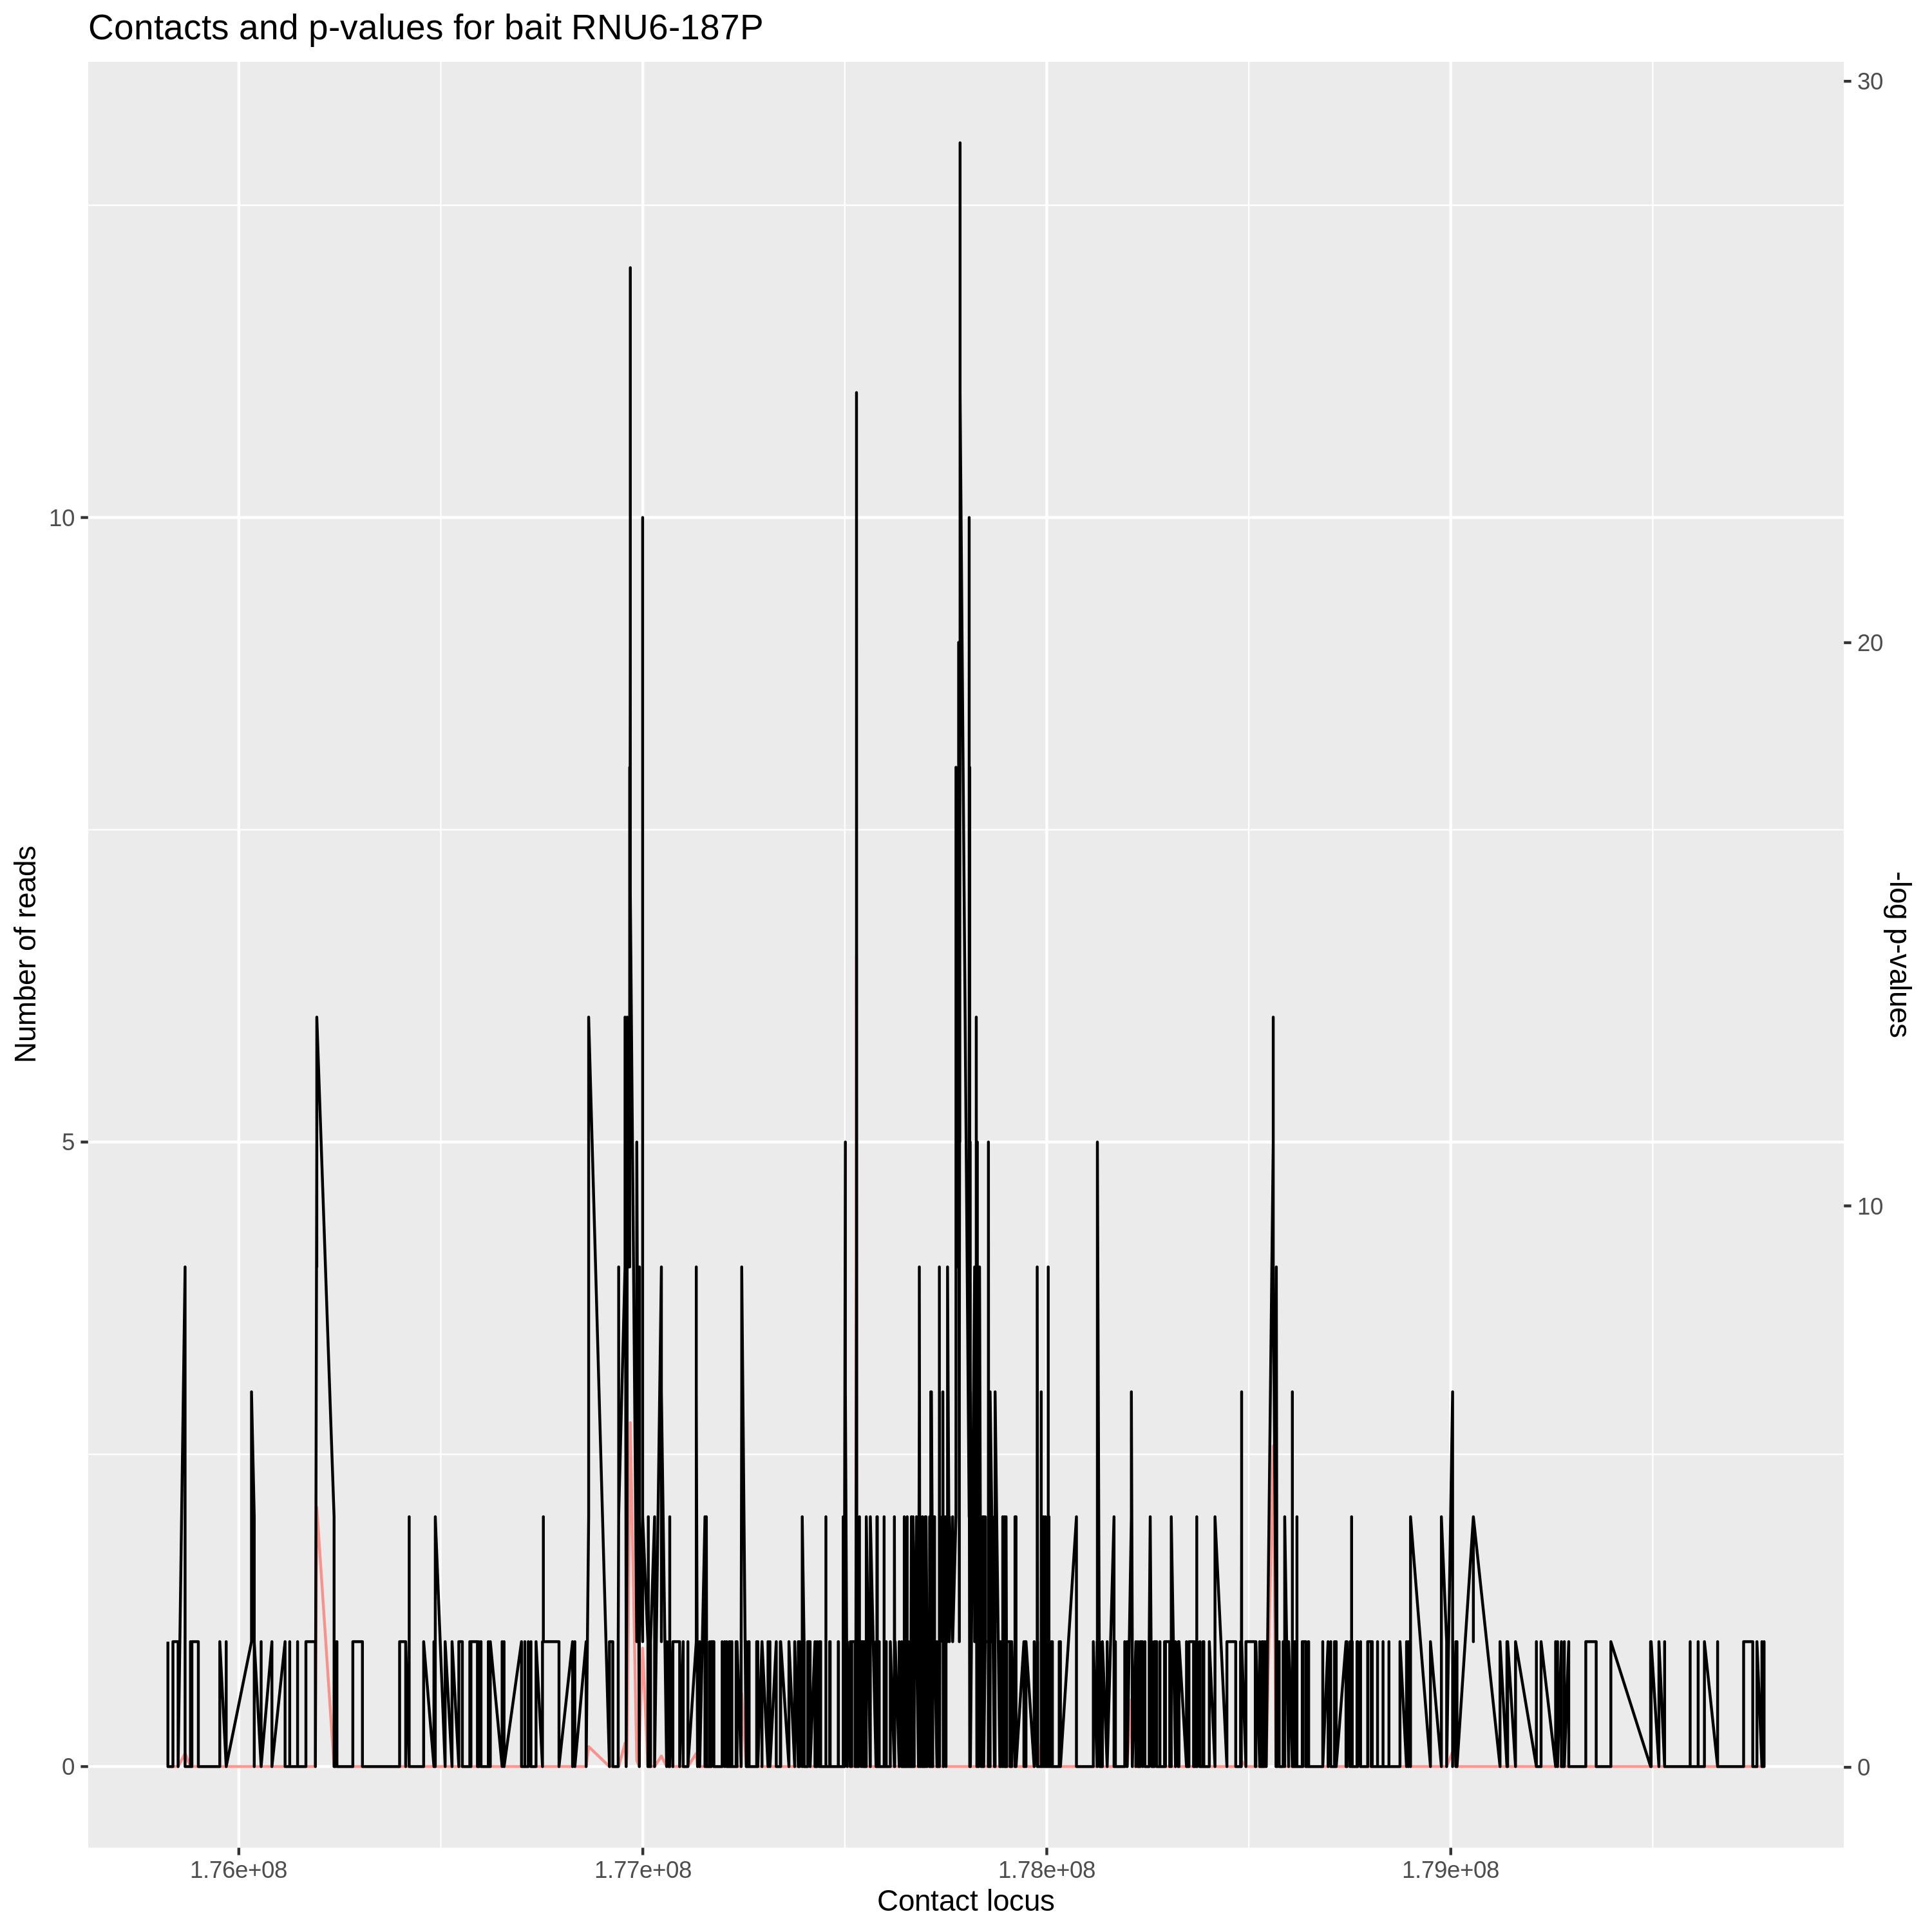 Contacts and p-values for bait RNU6-187P
30
10
20
Number of reads
-log p-values
5
10
0
0
1.76e+08
1.77e+08
1.78e+08
1.79e+08
Contact locus